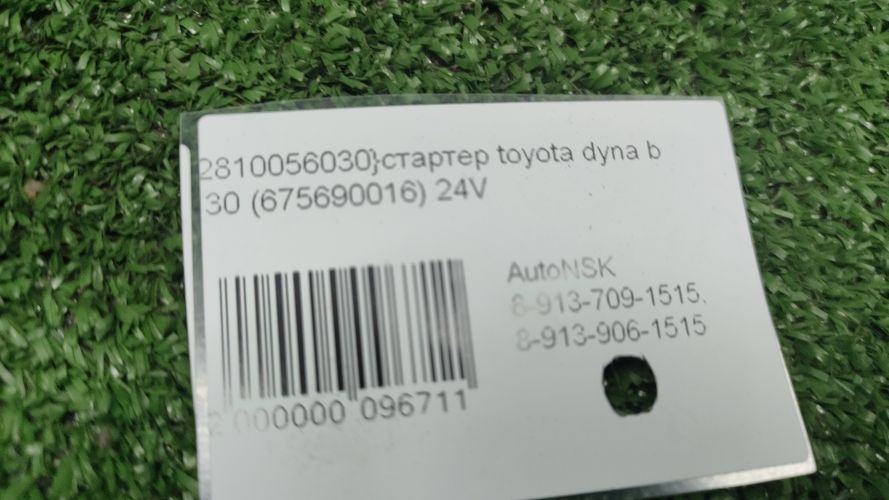 2810056030}стартер toyota dyna b
30 (675690016) 24V
AutoNSK
8-913-709-1515.
8-913-906-1515
2 000000 096711